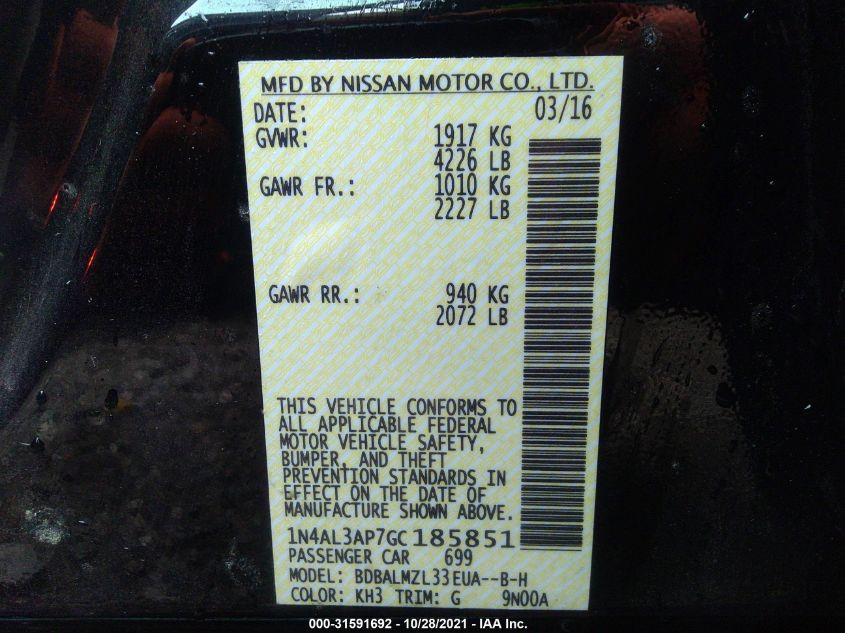 MFD BY NISSAN MOTOR CO., LTD.
DATE: 03/16
GVWR: 1917 KG
4226 LB
GAWR FR.: 1010 KG
2227 LB
GAWR RR.: 940 KG
2072 LB
THIS VEHICLE CONFORMS TO
ALL APPLICABLE FEDERAL
MOTOR VEHICLE SAFETY,
BUMPER, AND THEFT
PREVENTION STANDARDS IN
EFFECT ON THE DATE OF
MANUFACTURE SHOWN ABOVE.
1N4AL3AP7GC185851
PASSENGER CAR 699
MODEL: BDBALMZL33EUA--B-H
COLOR: KH3 TRIM: G 9N00A
000-31591692 - 10/28/2021 - IAA Inc.